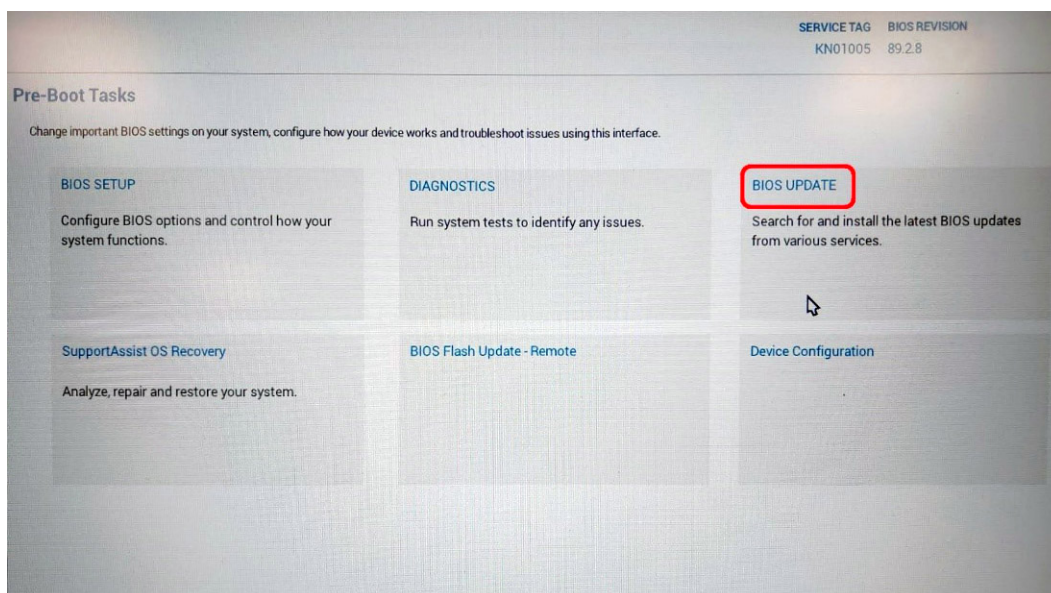 SERVICE TAG BIOS REVISION
KN01005 89.2.8
Pre-Boot Tasks
Change important BIOS settings on your system, configure how your device works and troubleshoot issues using this interface.
BIOS SETUP
Configure BIOS options and control how your
system functions.
DIAGNOSTICS
Run system tests to identify any issues.
BIOS UPDATE
Search for and install the latest BIOS updates
from various services.
SupportAssist OS Recovery
Analyze, repair and restore your system.
BIOS Flash Update - Remote
Device Configuration